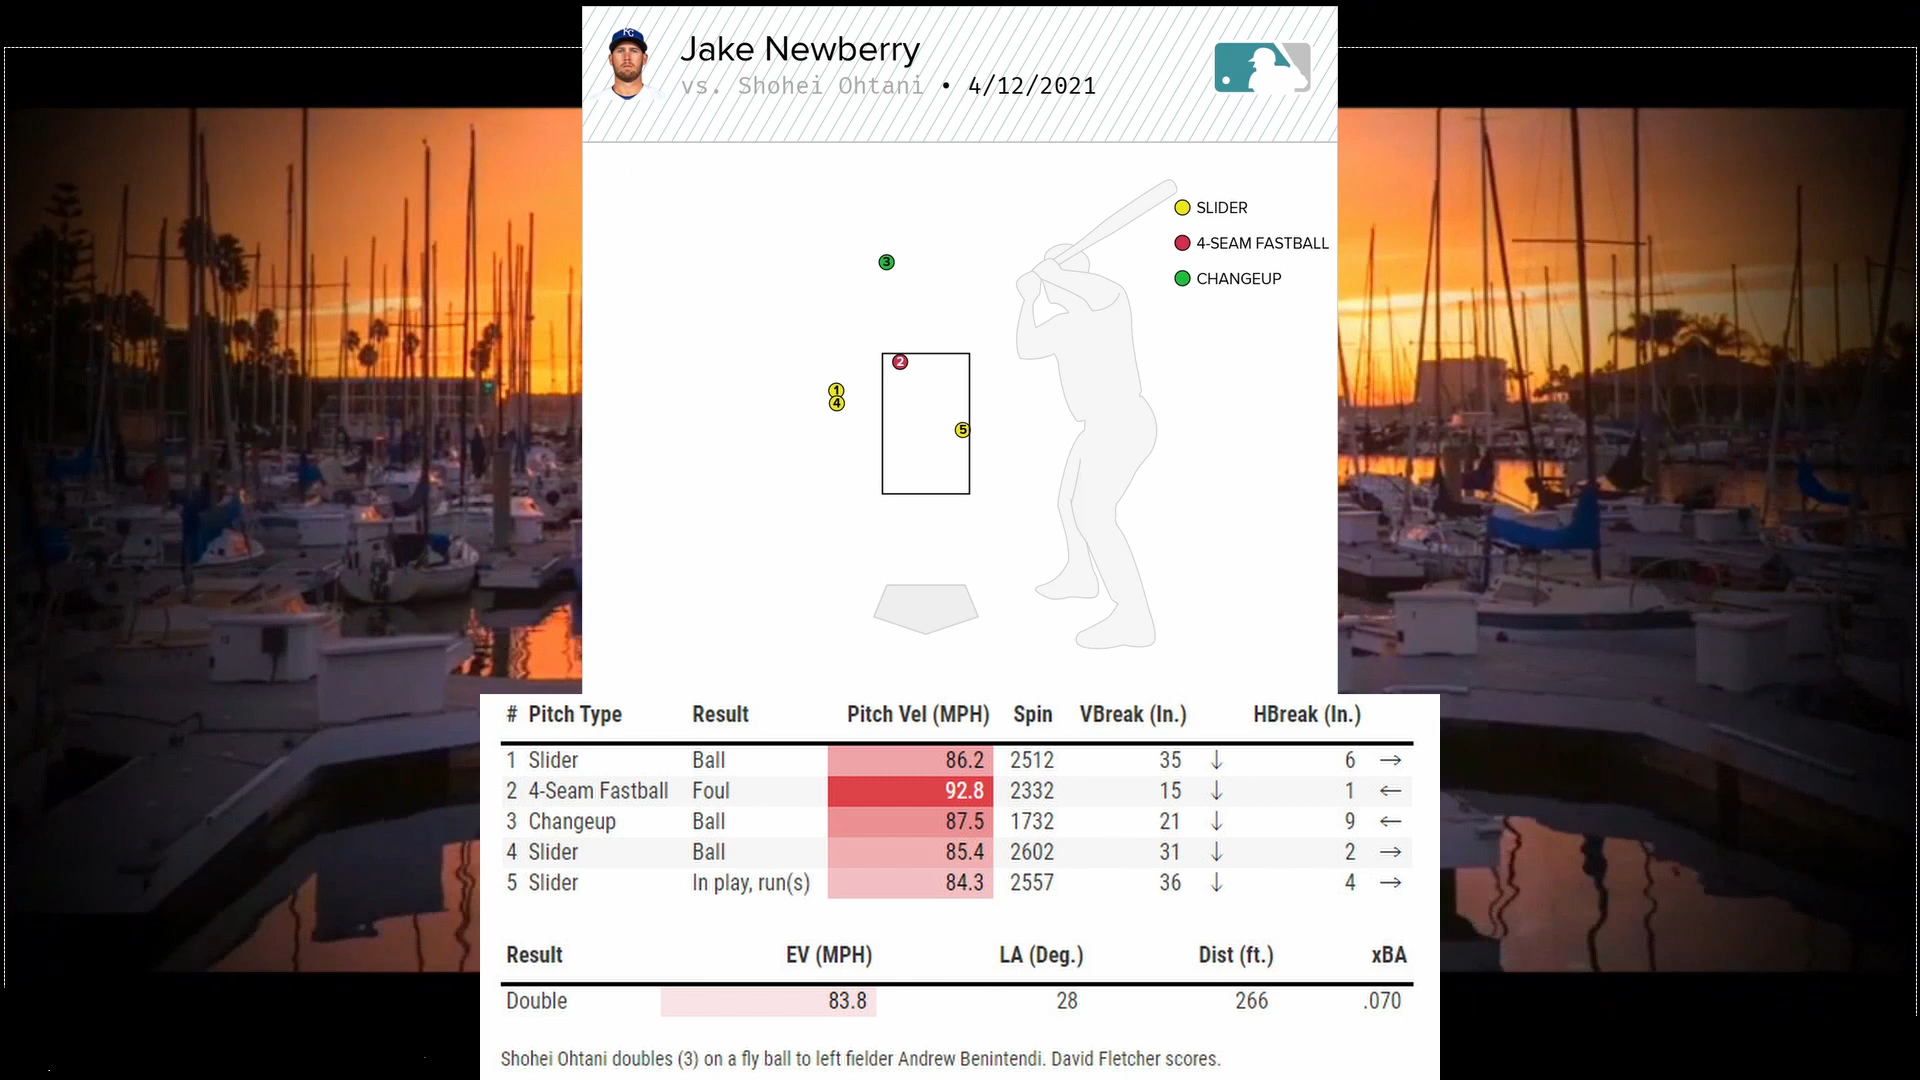 KC
Jake Newberry
vs. Shohei Ohtani • 4/12/2021
SLIDER
4-SEAM FASTBALL
CHANGEUP
3
2
1
4
5
# Pitch Type Result Pitch Vel (MPH) Spin VBreak (In.) HBreak (In.)
1 Slider Ball 86.2 2512 35 ↓ 6 →
2 4-Seam Fastball Foul 92.8 2332 15 ↓ 1 ←
3 Changeup Ball 87.5 1732 21 ↓ 9 ←
4 Slider Ball 85.4 2602 31 ↓ 2 →
5 Slider In play, run(s) 84.3 2557 36 ↓ 4 →
Result EV (MPH) LA (Deg.) Dist (ft.) xBA
Double 83.8 28 266 .070
Shohei Ohtani doubles (3) on a fly ball to left fielder Andrew Benintendi. David Fletcher scores.